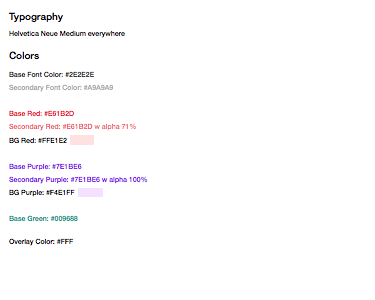 Typography
Helvetica Neue Medium everywhere
Colors
Base Font Color: #2E2E2E
Secondary Font Color: #A9A9A9
Base Red: #E61B2D
Secondary Red: #E61B2D w alpha 71%
BG Red: #FFE1E2
Base Purple: #7E1BE6
Secondary Purple: #7E1BE6 w alpha 100%
BG Purple: #F4E1FF
Base Green: #009688
Overlay Color: #FFF